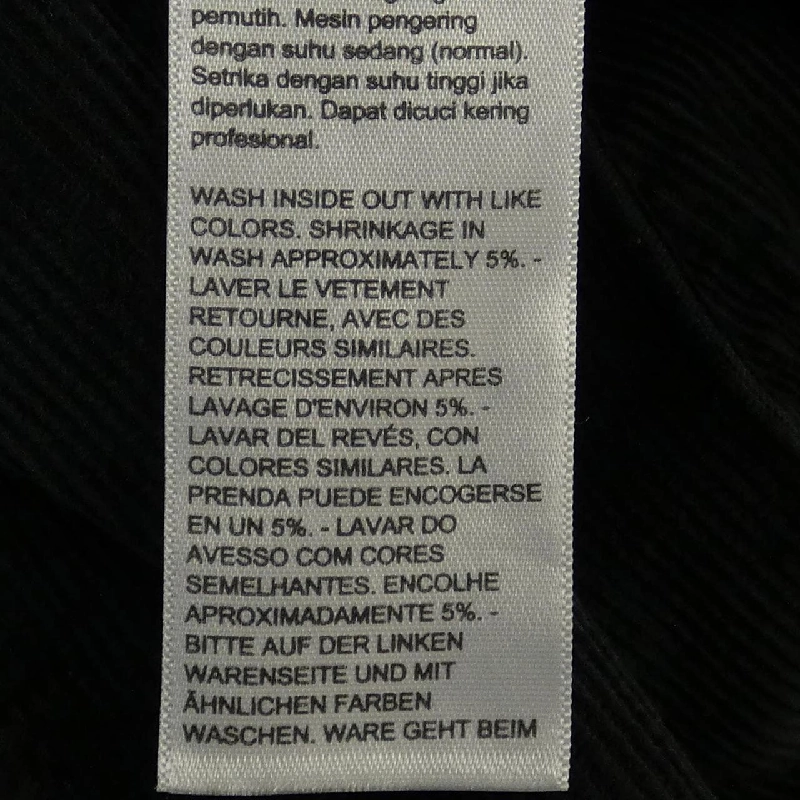 pemutih. Mesin pengering
dengan suhu sedang (normal).
Setrika dengan suhu tinggi jika
diperlukan. Dapat dicuci kering
profesional.
WASH INSIDE OUT WITH LIKE
COLORS. SHRINKAGE IN
WASH APPROXIMATELY 5%. -
LAVER LE VETEMENT
RETOURNE, AVEC DES
COULEURS SIMILAIRES.
RETRECISSEMENT APRES
LAVAGE D'ENVIRON 5%. -
LAVAR DEL REVÉS, CON
COLORES SIMILARES. LA
PRENDA PUEDE ENCOGERSE
EN UN 5%. - LAVAR DO
AVESSO COM CORES
SEMELHANTES. ENCOLHE
APROXIMADAMENTE 5%. -
BITTE AUF DER LINKEN
WARENSEITE UND MIT
ÄHNLICHEN FARBEN
WASCHEN. WARE GEHT BEIM